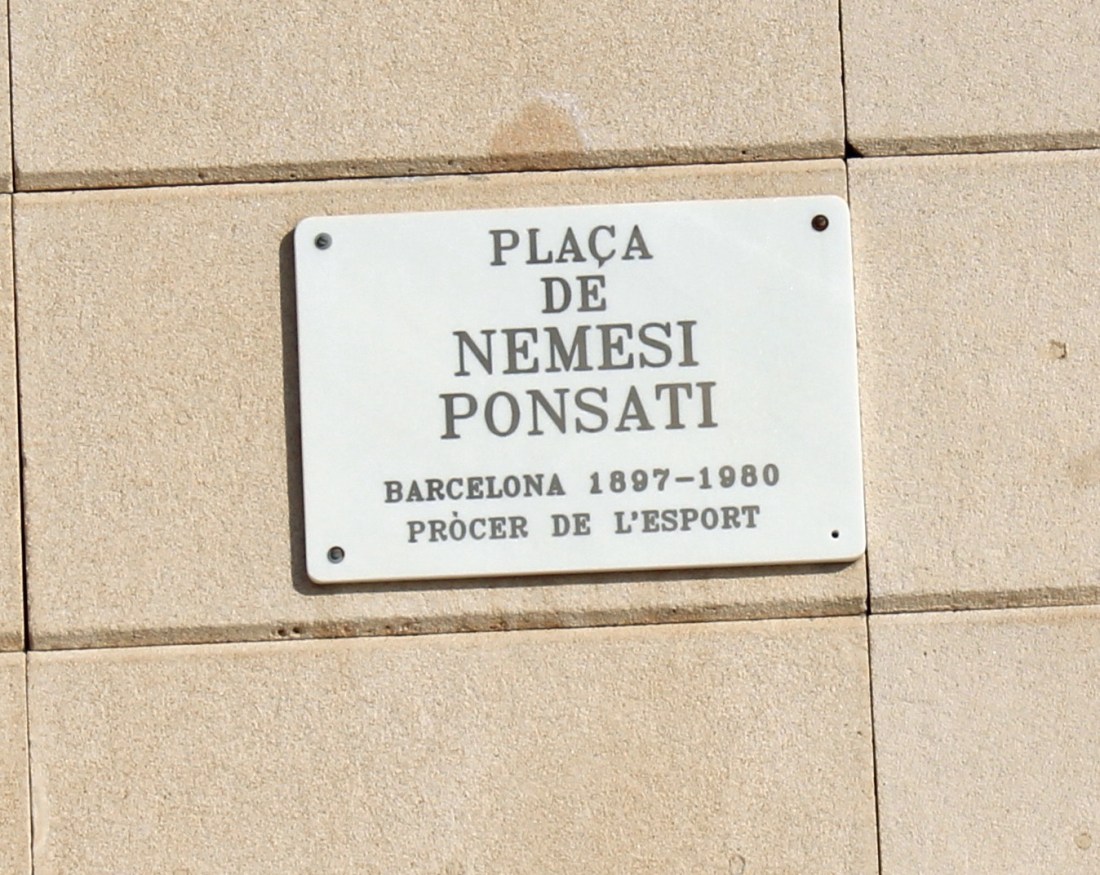 PLAÇA
DE
NEMESI
PONSATI
BARCELONA 1897-1980
PRÒCER DE L'ESPORT